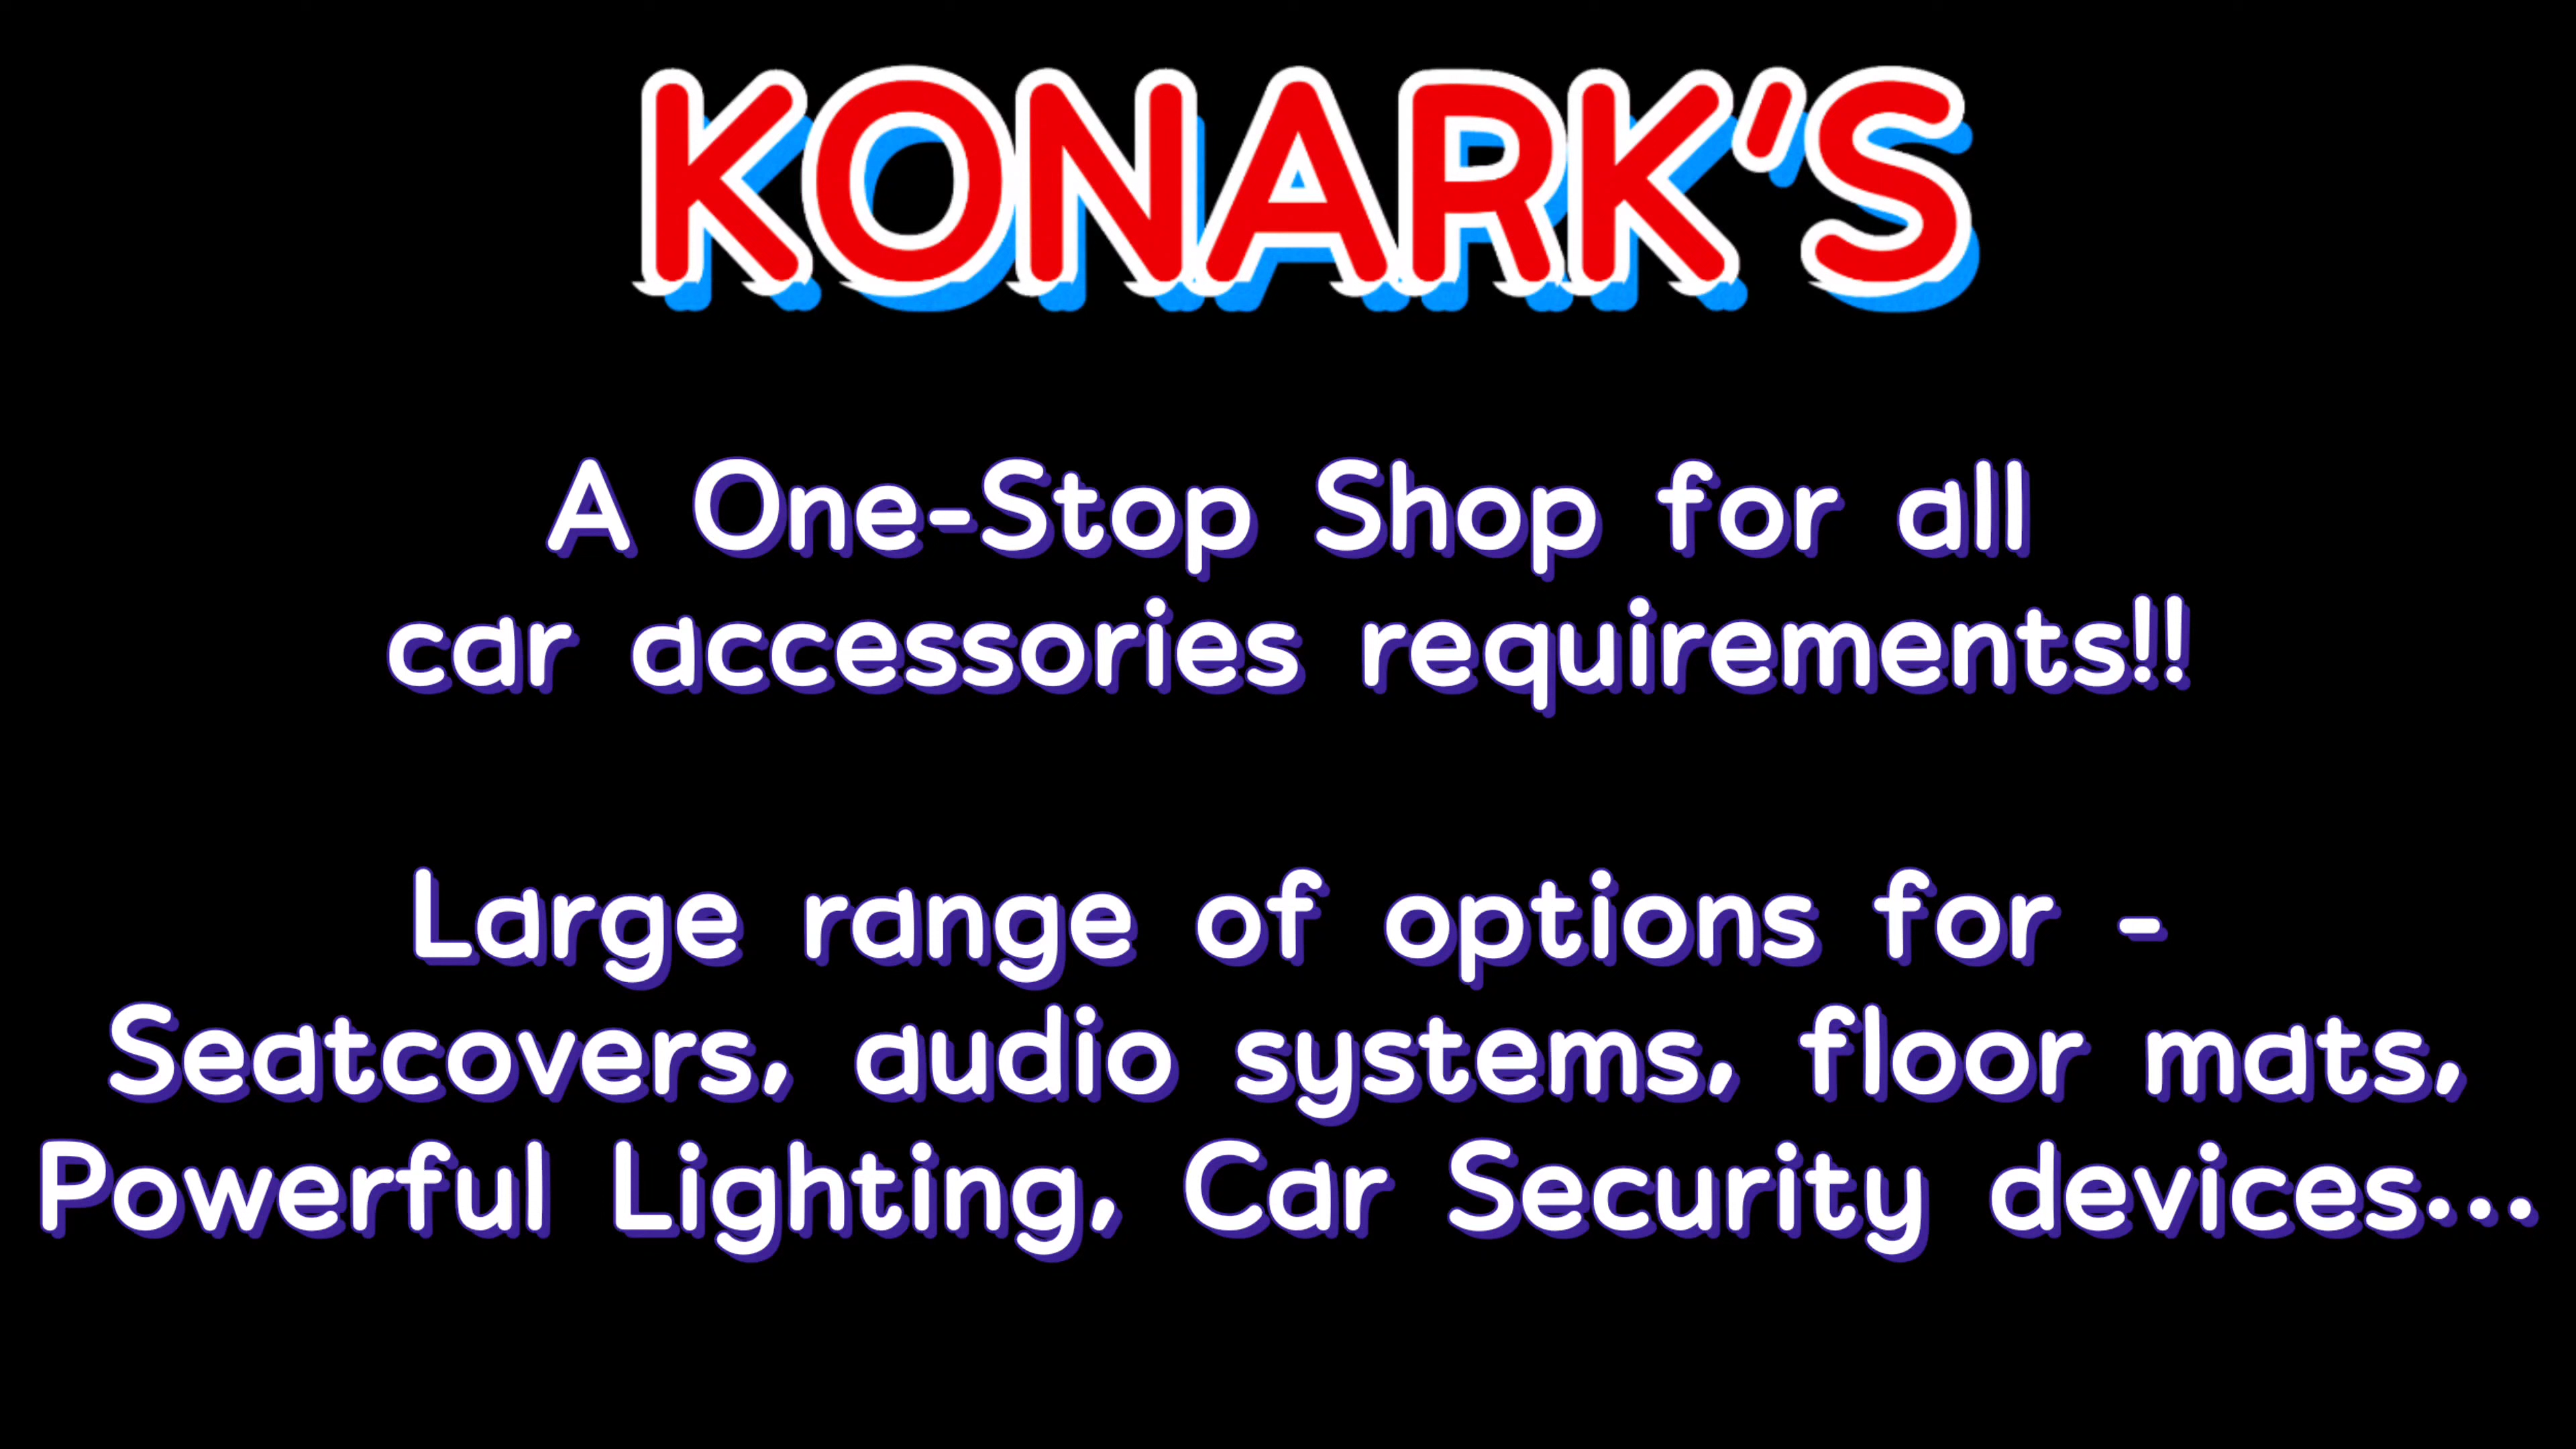 KONARK'S
A One-Stop Shop for all
car accessories requirements!!
Large range of options for -
Seatcovers, audio systems, floor mats,
Powerful Lighting, Car Security devices...